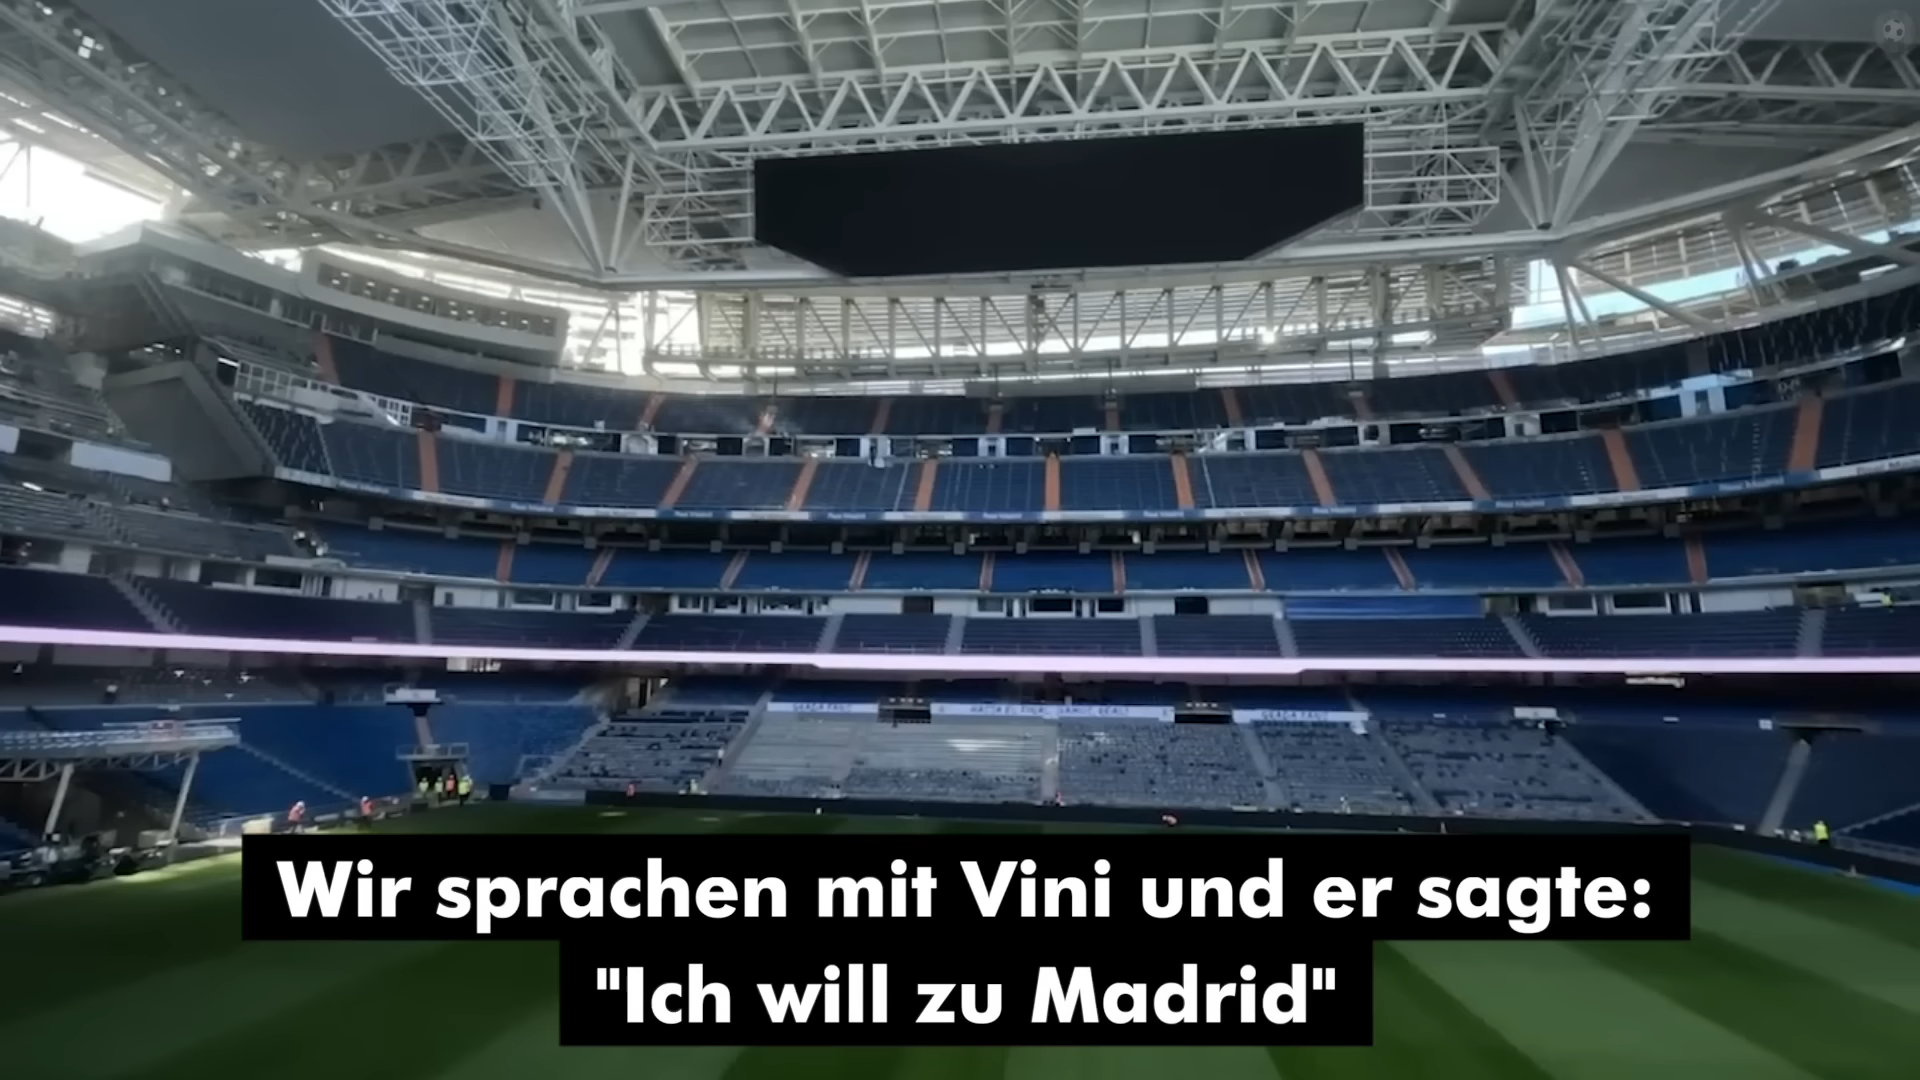 Wir sprachen mit Vini und er sagte:
"Ich will zu Madrid"